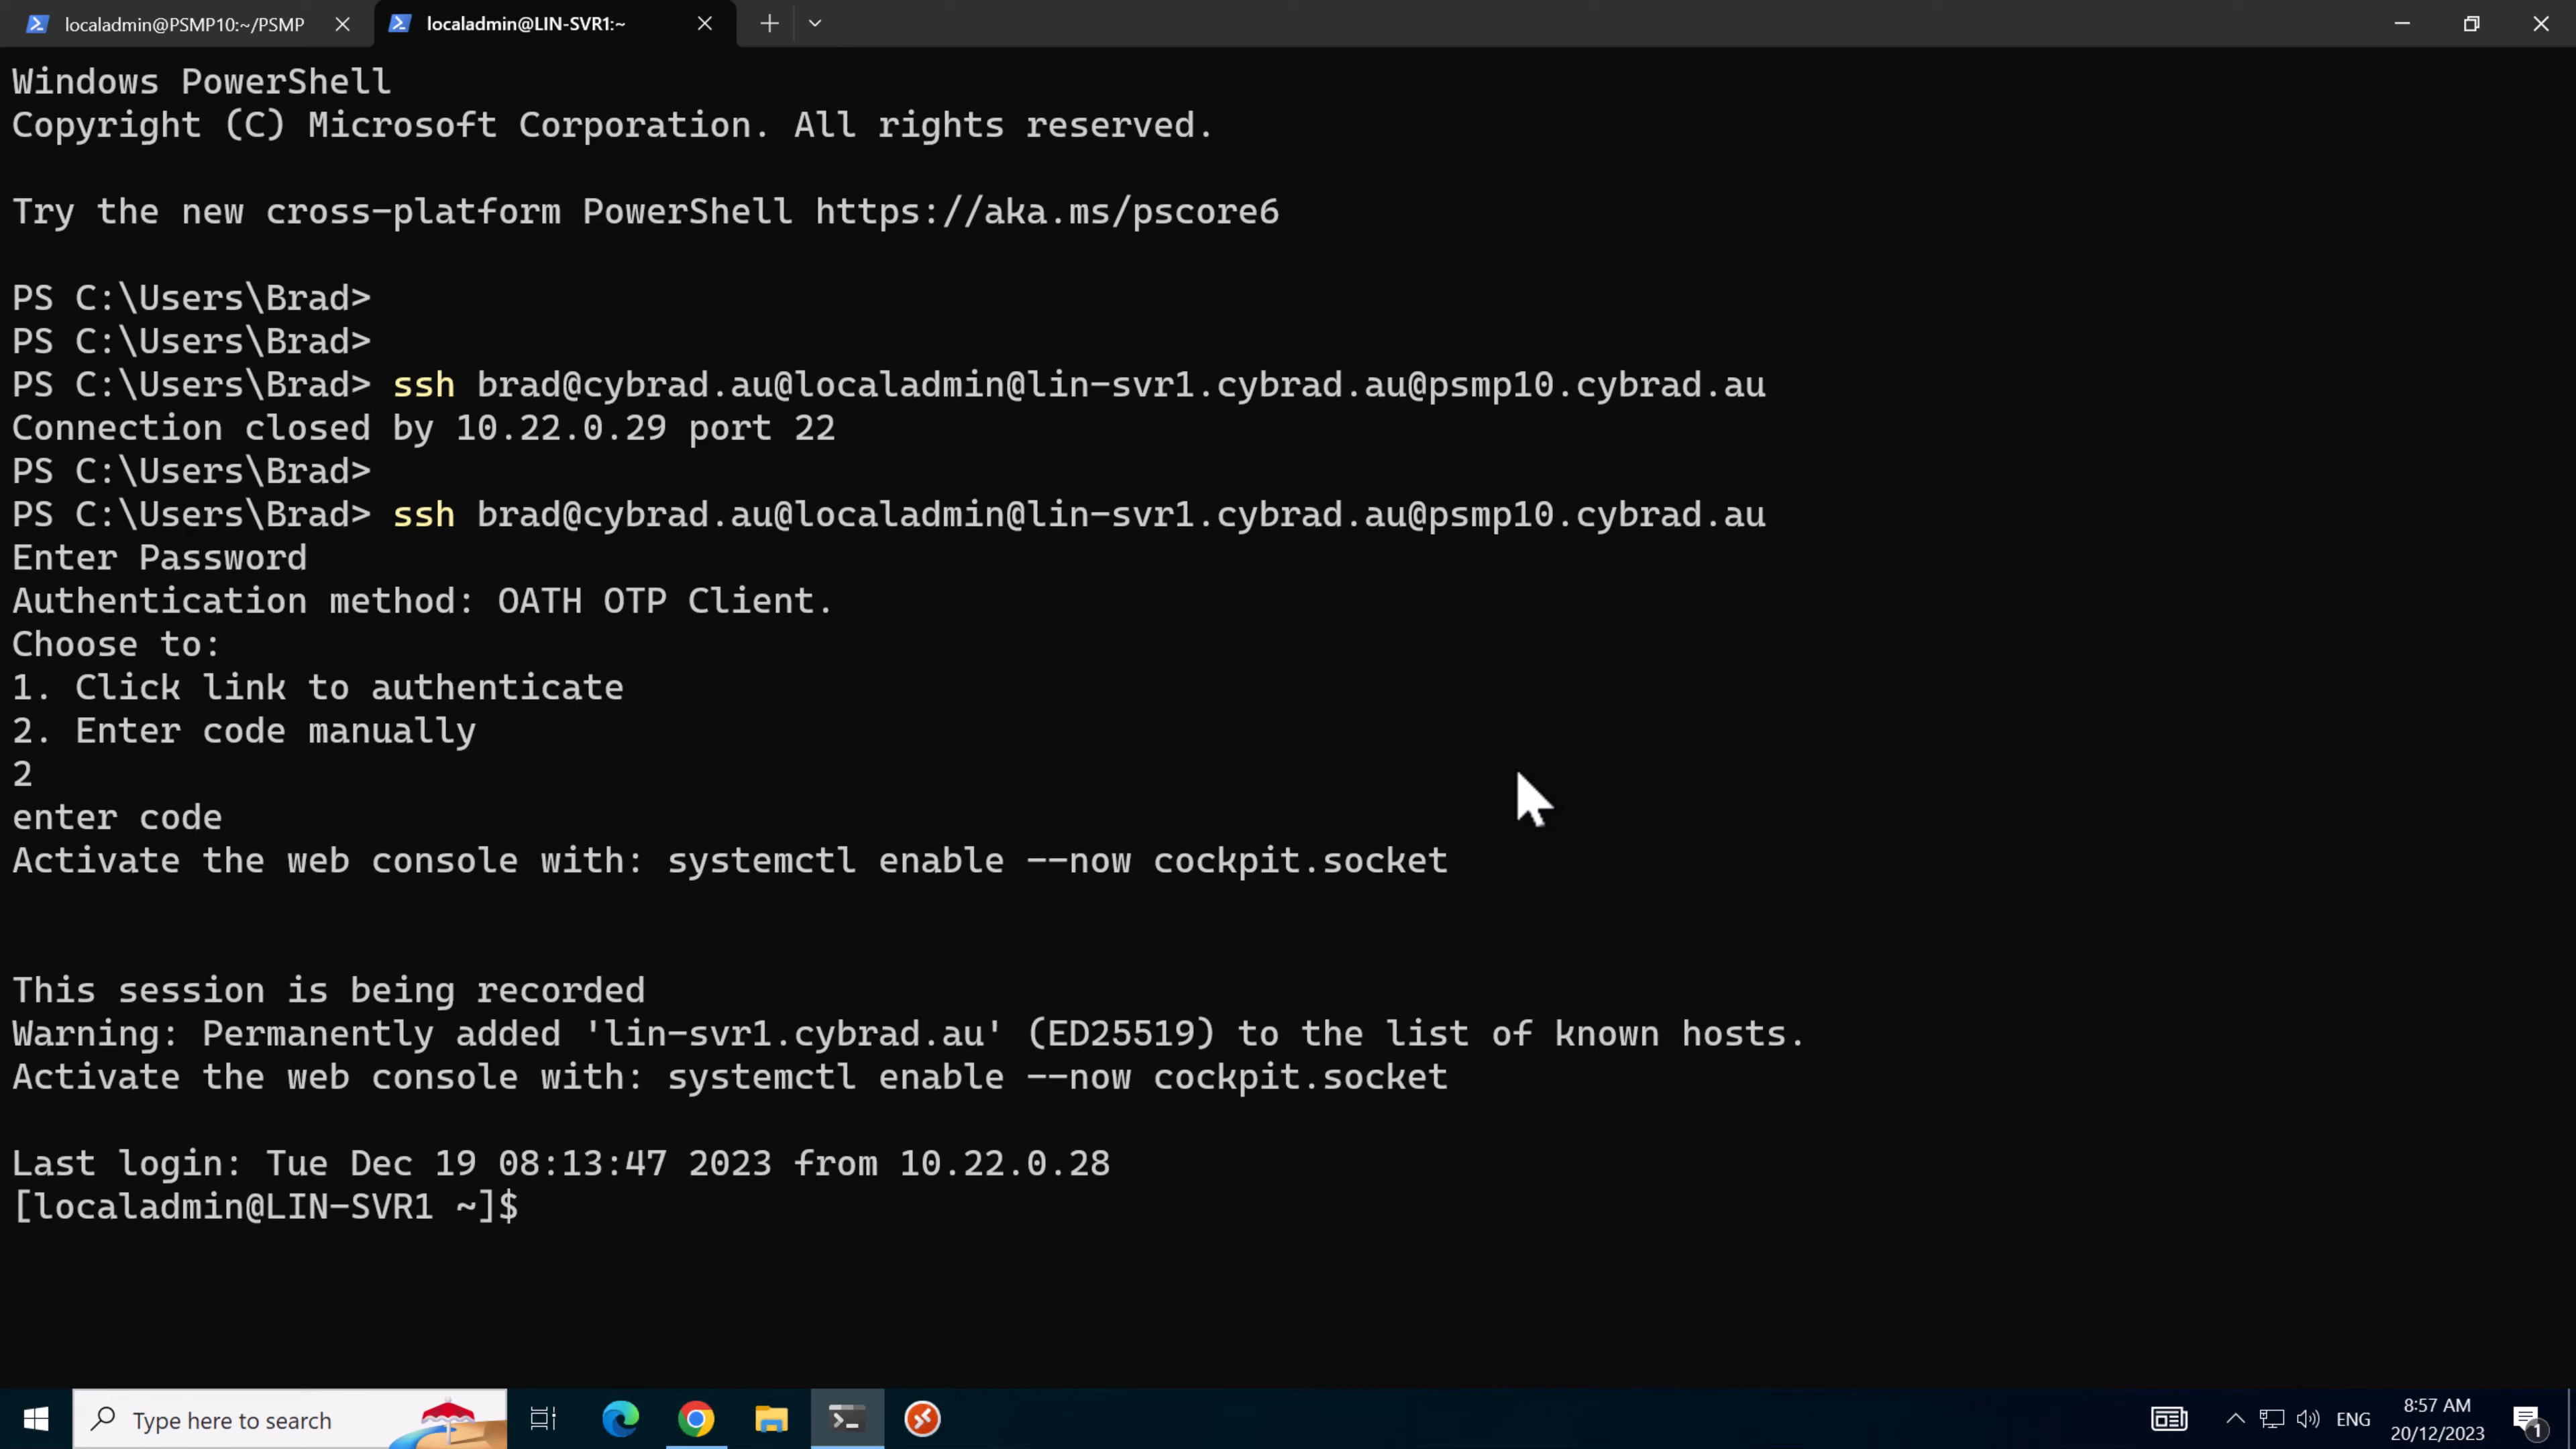 localadmin@PSMP10:~/PSMP
localadmin@LIN-SVR1:~
Windows PowerShell
Copyright (C) Microsoft Corporation. All rights reserved.
Try the new cross-platform PowerShell https://aka.ms/pscore6
PS C:\Users\Brad>
PS C:\Users\Brad>
PS C:\Users\Brad> ssh brad@cybrad.au@localadmin@lin-svr1.cybrad.au@psmp10.cybrad.au
Connection closed by 10.22.0.29 port 22
PS C:\Users\Brad>
PS C:\Users\Brad> ssh brad@cybrad.au@localadmin@lin-svr1.cybrad.au@psmp10.cybrad.au
Enter Password
Authentication method: OATH OTP Client.
Choose to:
1. Click link to authenticate
2. Enter code manually
2
enter code
Activate the web console with: systemctl enable --now cockpit.socket
This session is being recorded
Warning: Permanently added 'lin-svr1.cybrad.au' (ED25519) to the list of known hosts.
Activate the web console with: systemctl enable --now cockpit.socket
Last login: Tue Dec 19 08:13:47 2023 from 10.22.0.28
[localadmin@LIN-SVR1 ~]$
Type here to search
ENG
8:57 AM
20/12/2023
1